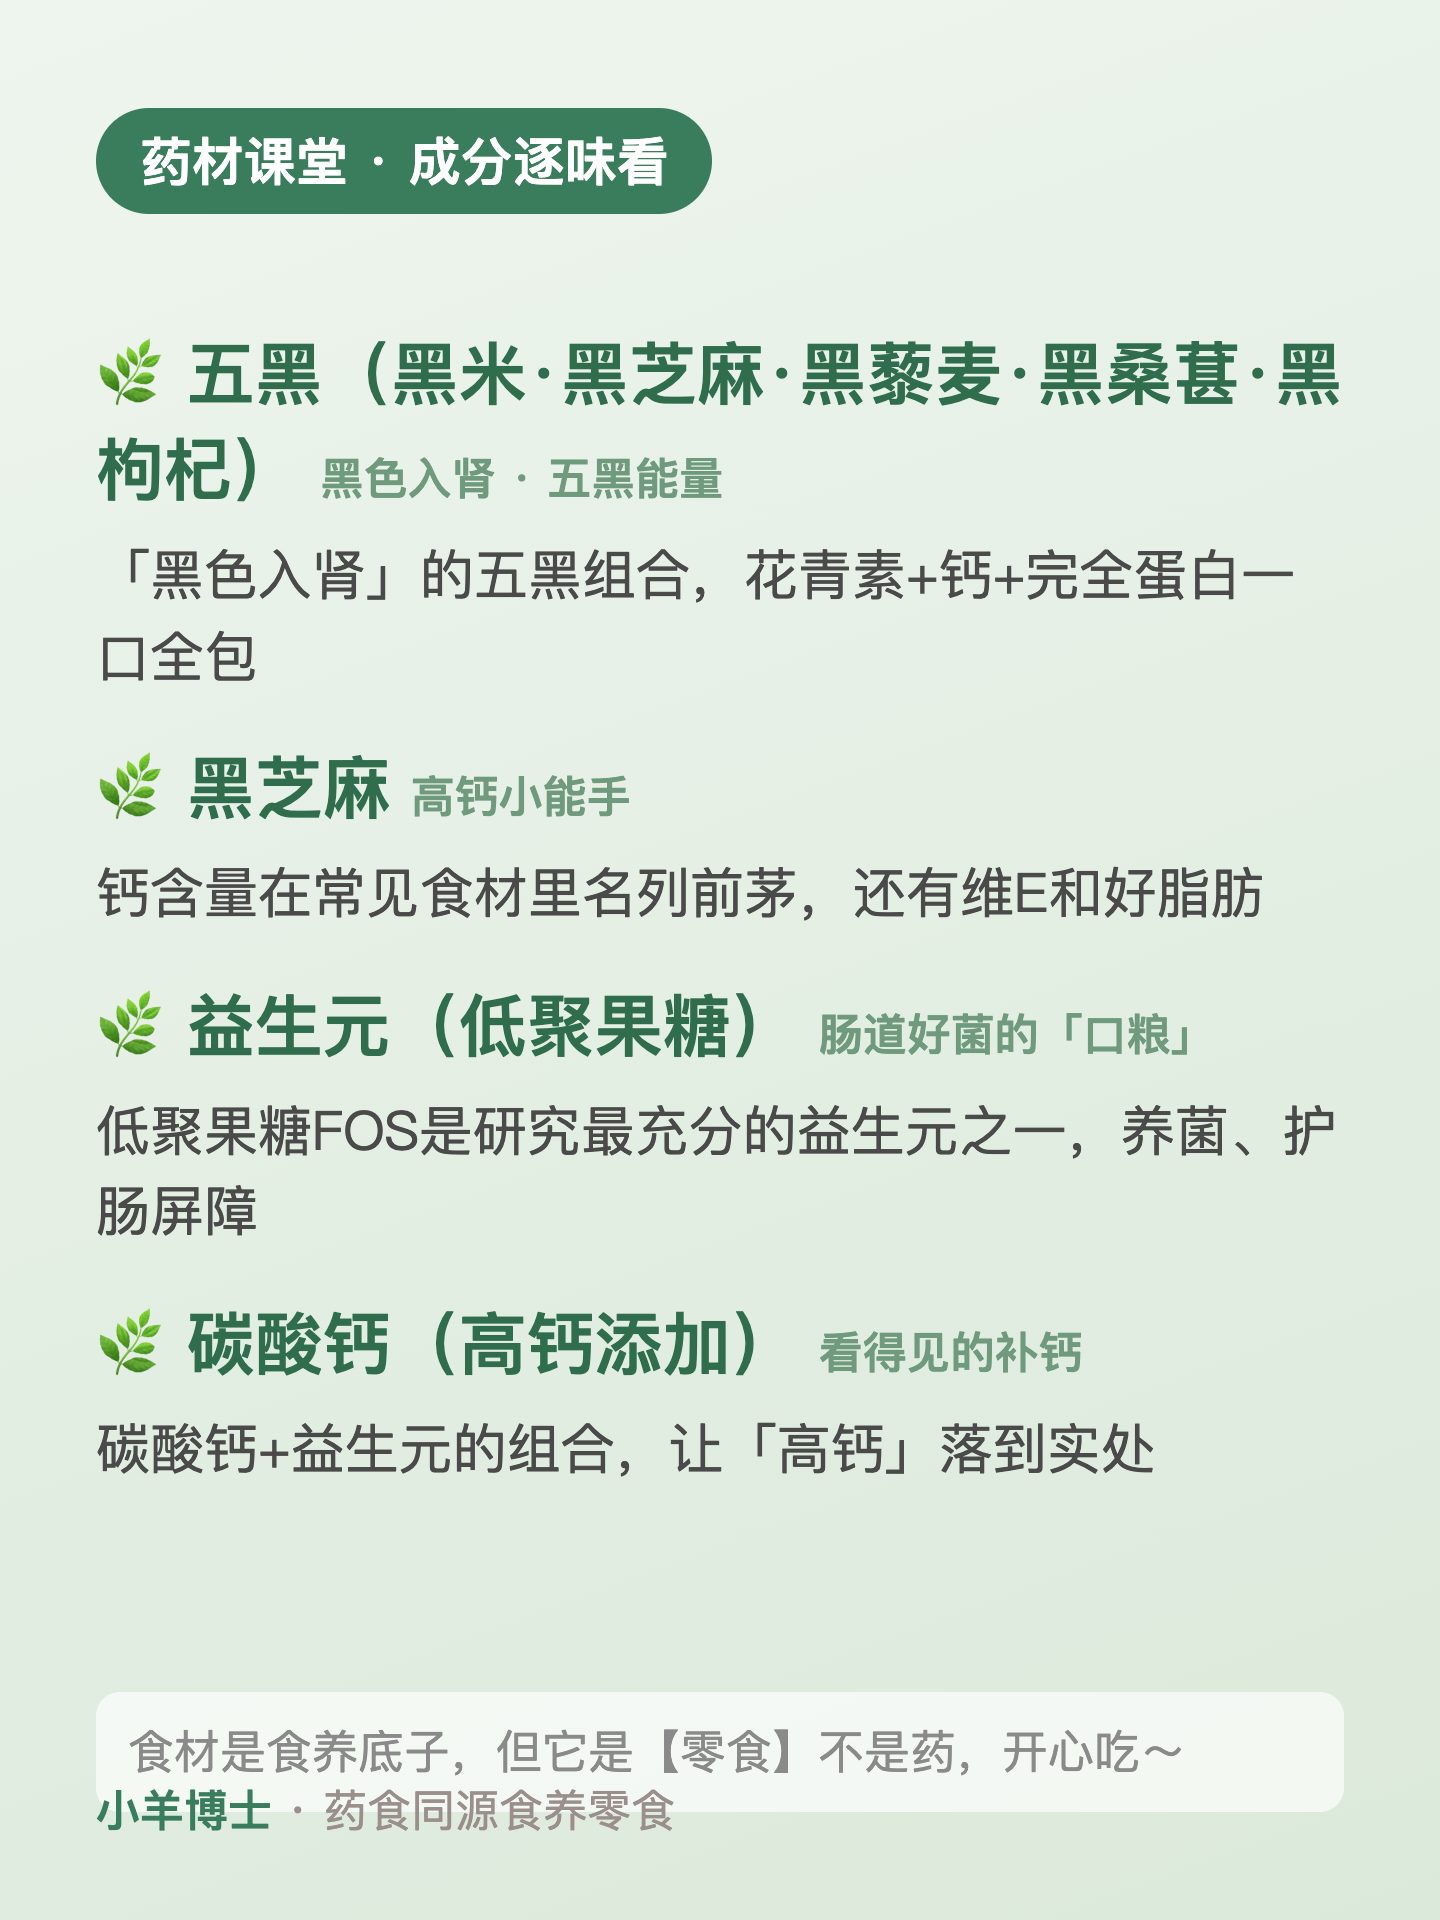 药材课堂 · 成分逐味看
🌿 五黑（黑米·黑芝麻·黑藜麦·黑桑葚·黑
枸杞） 黑色入肾 · 五黑能量
「黑色入肾」的五黑组合，花青素+钙+完全蛋白一
口全包
🌿 黑芝麻 高钙小能手
钙含量在常见食材里名列前茅，还有维E和好脂肪
🌿 益生元（低聚果糖） 肠道好菌的「口粮」
低聚果糖FOS是研究最充分的益生元之一，养菌、护
肠屏障
🌿 碳酸钙（高钙添加） 看得见的补钙
碳酸钙+益生元的组合，让「高钙」落到实处
食材是食养底子，但它是【零食】不是药，开心吃～
小羊博士 · 药食同源食养零食